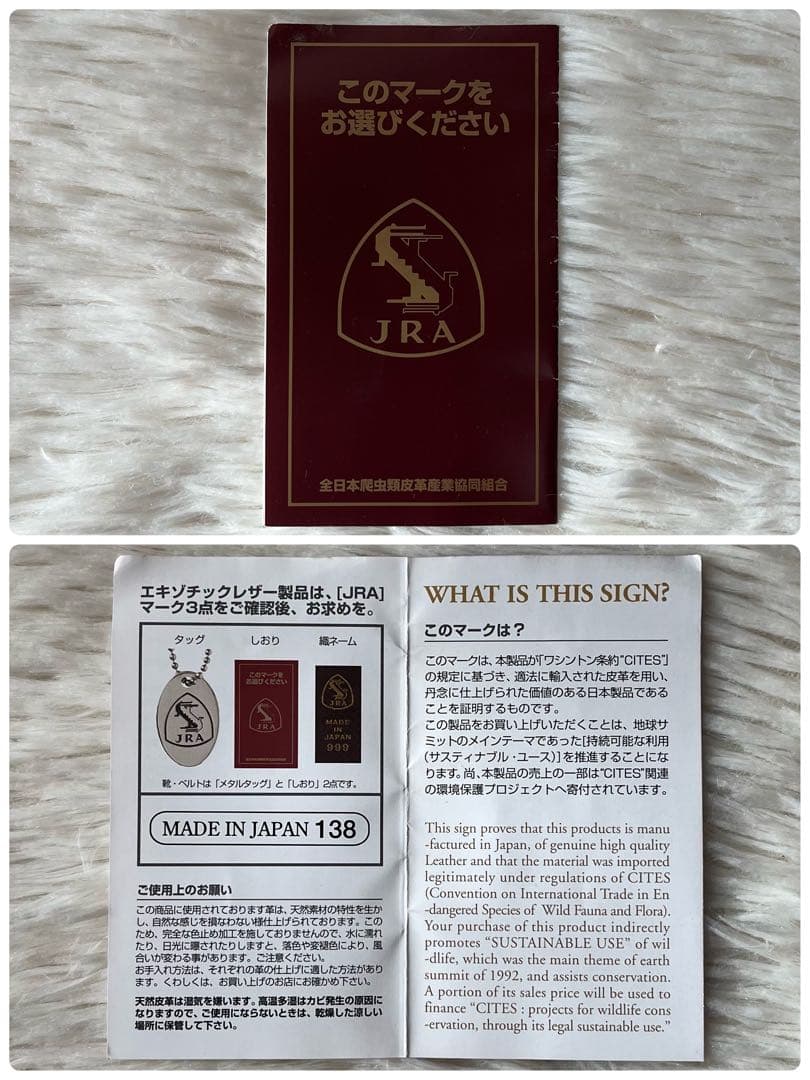 このマークを
お選びください
JRA
全日本爬虫類皮革産業協同組合
エキゾチックレザー製品は、[JRA]
マーク3点をご確認後、お求めを。
タッグ
しおり
織ネーム
JRA
このマークを
お選びください
JRA
MADE
IN
JAPAN
999
靴・ベルトは「メタルタッグ」と「しおり」2点です。
MADE IN JAPAN 138
ご使用上のお願い
この商品に使用されております革は、天然素材の特性を生か
し、自然な感じを損なわない様仕上げられております。この
ため、完全な色止め加工を施しておりませんので、水に濡れ
たり、日光に曝されたりしますと、落色や変褪色により、風
合いが変わる事があります。ご注意ください。
お手入れ方法は、それぞれの革の仕上げに適した方法があり
ます。くわしくは、お買い上げのお店にお確かめ下さい。
天然皮革は湿気を嫌います。高温多湿はカビ発生の原因に
なりますので、ご使用にならないときは、乾燥した涼しい
場所に保管して下さい。
WHAT IS THIS SIGN?
このマークは？
このマークは、本製品が「ワシントン条約"CITES"」
の規定に基づき、適法に輸入された皮革を用い、
丹念に仕上げられた価値のある日本製品である
ことを証明するものです。
この製品をお買い上げいただくことは、地球サ
ミットのメインテーマであった[持続可能な利用
(サスティナブル・ユース)]を推進することにな
ります。尚、本製品の売上の一部は"CITES"関連
の環境保護プロジェクトへ寄付されています。
This sign proves that this products is manu
-factured in Japan, of genuine high quality
Leather and that the material was imported
legitimately under regulations of CITES
(Convention on International Trade in En
-dangered Species of Wild Fauna and Flora).
Your purchase of this product indirectly
promotes “SUSTAINABLE USE” of wil
-dlife, which was the main theme of earth
summit of 1992, and assists conservation.
A portion of its sales price will be used to
finance “CITES : projects for wildlife cons
-ervation, through its legal sustainable use.”